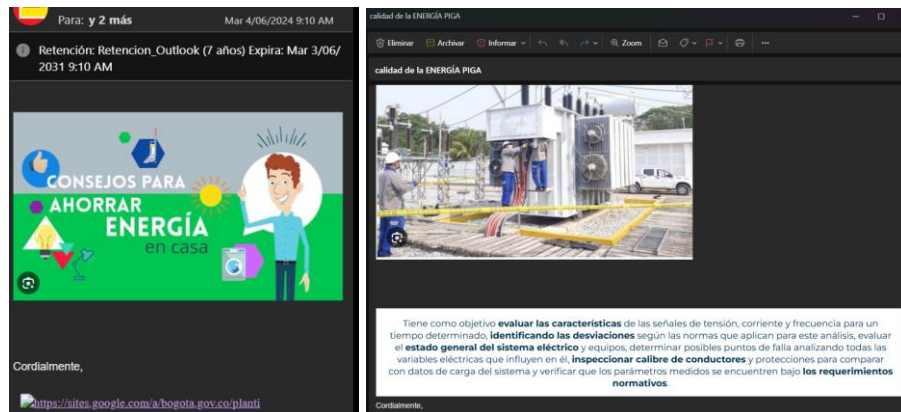 Para: y 2 más
Mar 4/06/2024 9:10 AM
Retención: Retencion_Outlook (7 años) Expira: Mar 3/06/
2031 9:10 AM
CONSEJOS PARA
AHORRAR
ENERGÍA
en casa
Cordialmente,
https://sites.google.com/a/bogota.gov.co/planti
calidad de la ENERGÍA PIGA
Eliminar Archivar Informar Zoom
calidad de la ENERGÍA PIGA
Tiene como objetivo evaluar las características de las señales de tensión, corriente y frecuencia para un
tiempo determinado, identificando las desviaciones según las normas que aplican para este análisis, evaluar
el estado general del sistema eléctrico y equipos, determinar posibles puntos de falla analizando todas las
variables eléctricas que influyen en él, inspeccionar calibre de conductores y protecciones para comparar
con datos de carga del sistema y verificar que los parámetros medidos se encuentren bajo los requerimientos
normativos.
Cordialmente,